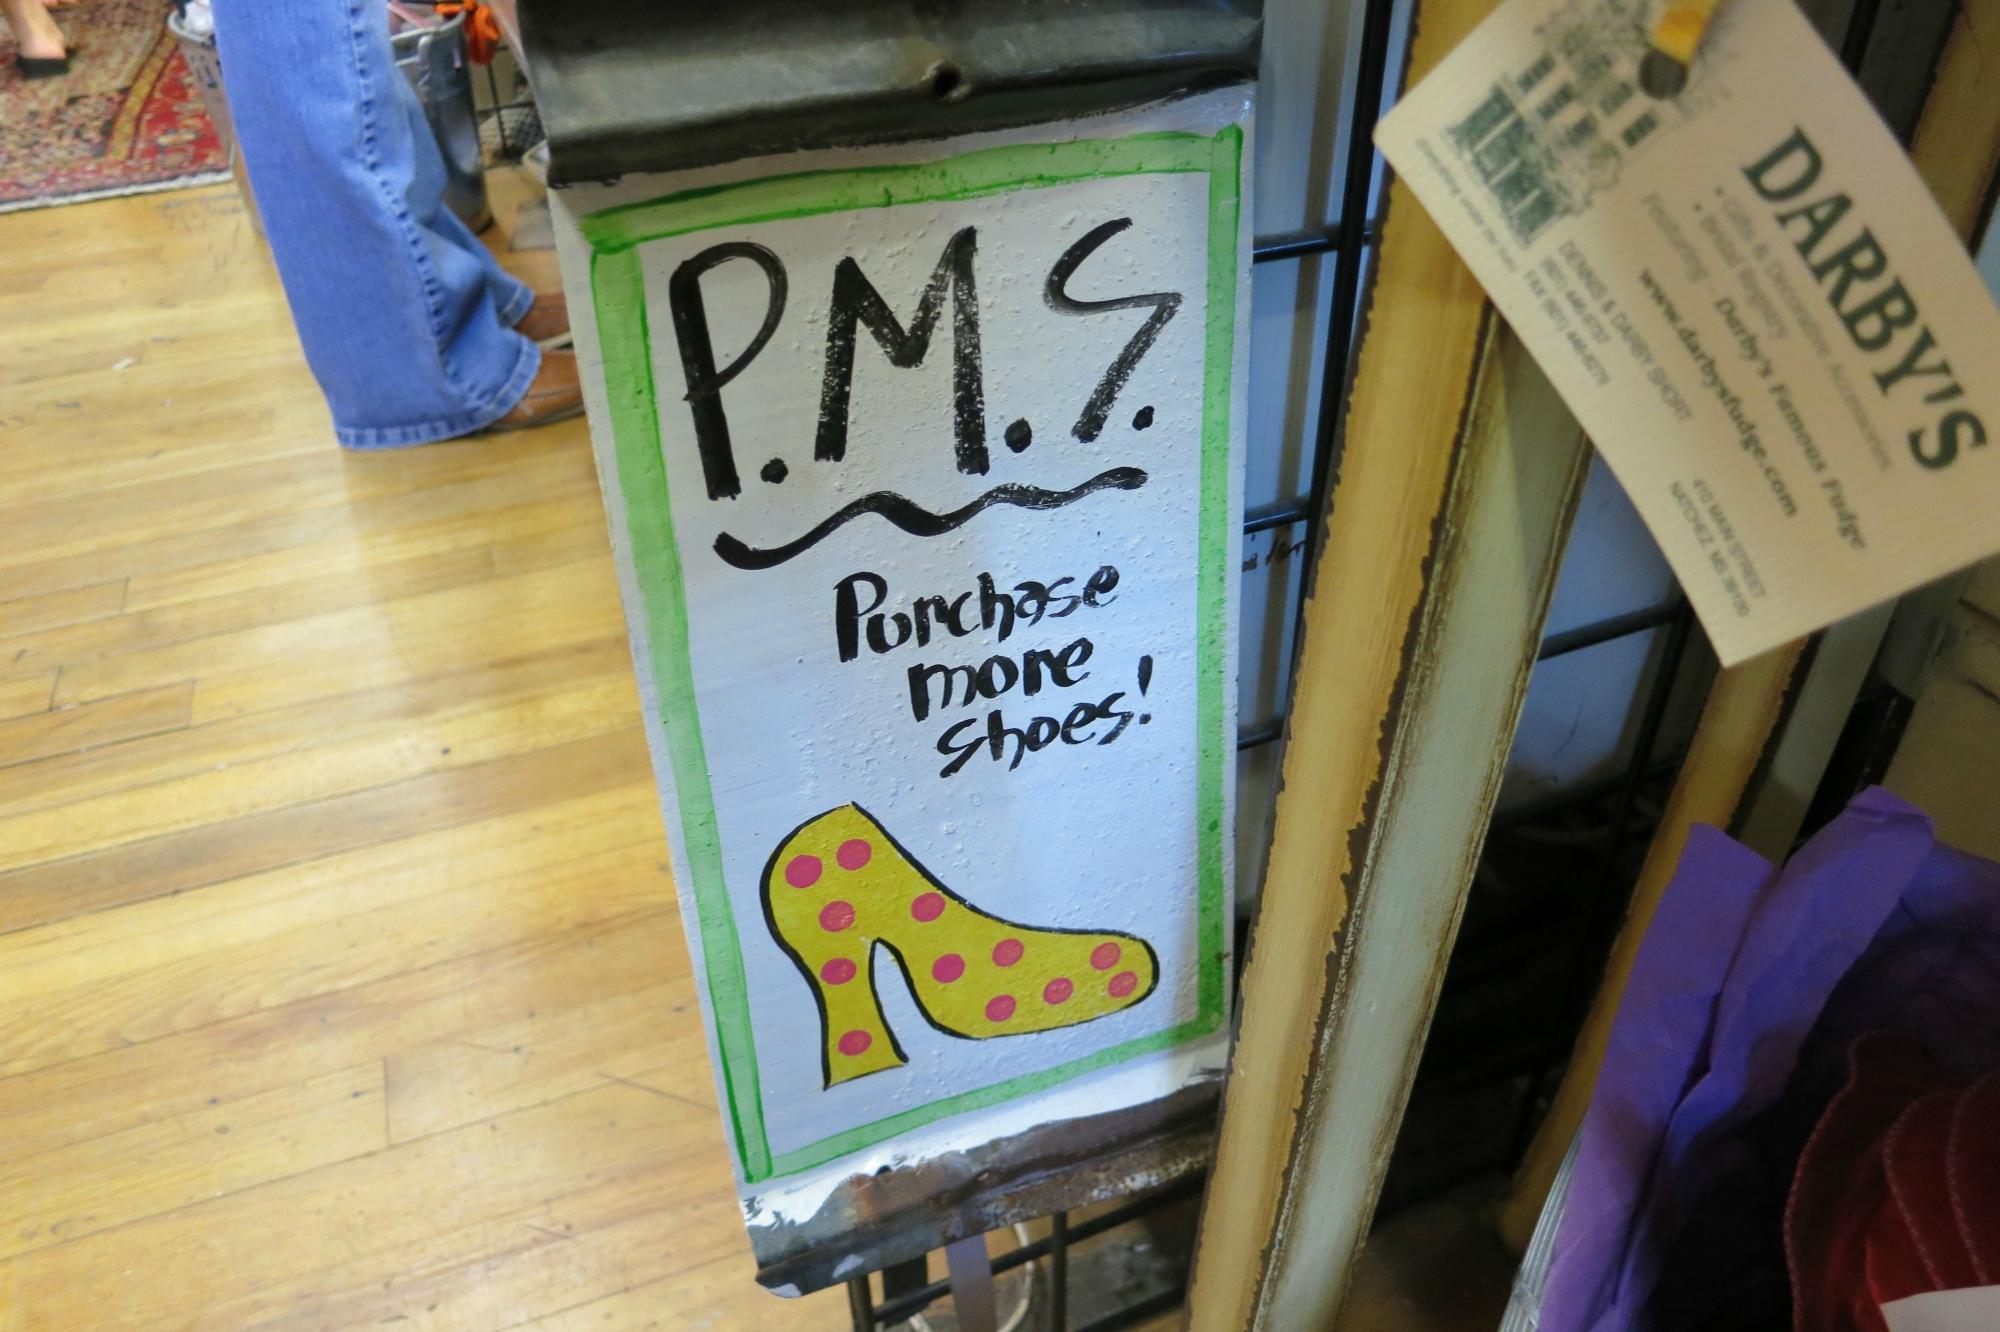 P.M.S.
Purchase
more
shoes!
DARBY'S
• Gifts & Decorative Accessories
• Bridal Registry
Featuring
Darby's Famous Fudge
www.darbysfudge.com
DENNIS & DARBY SHORT
410 MAIN STREET
NATCHEZ, MS 39120